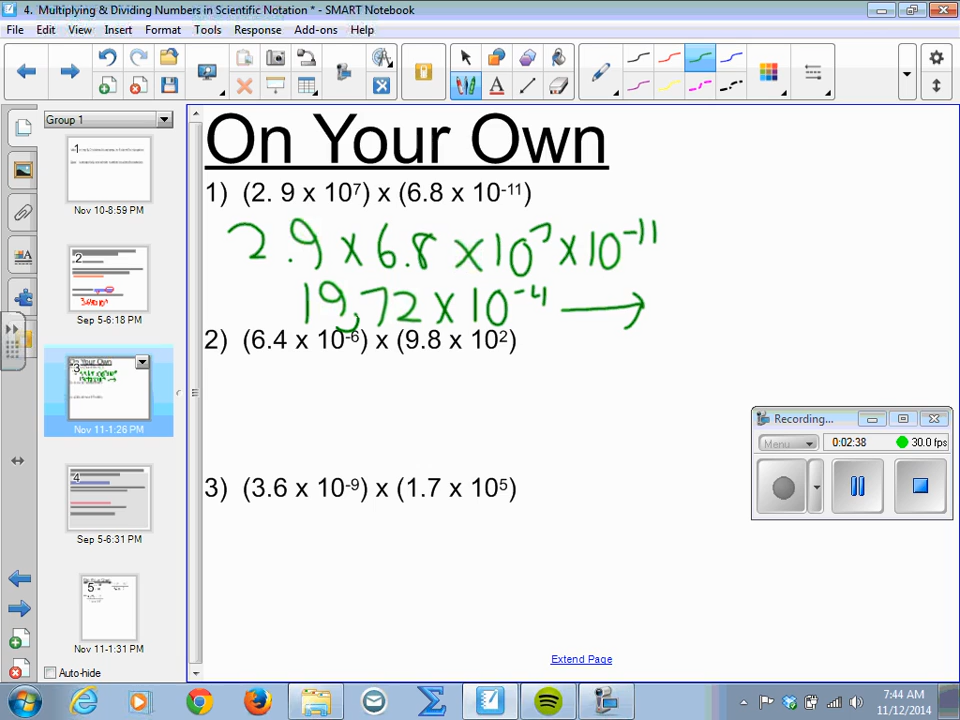 4. Multiplying & Dividing Numbers in Scientific Notation * - SMART Notebook
File Edit View Insert Format Tools Response Add-ons Help
Group 1
1
Nov 10-8:59 PM
2
Sep 5-6:18 PM
3
Nov 11-1:26 PM
4
Sep 5-6:31 PM
5
Nov 11-1:31 PM
Auto-hide
On Your Own
1) (2. 9 x 10⁷) x (6.8 x 10⁻¹¹)
2.9 x 6.8 x 10⁷ x 10⁻¹¹
19.72 x 10⁻⁴ →
2) (6.4 x 10⁻⁶) x (9.8 x 10²)
3) (3.6 x 10⁻⁹) x (1.7 x 10⁵)
Extend Page
Recording...
Menu 0:02:38 30.0 fps
7:44 AM
11/12/2014